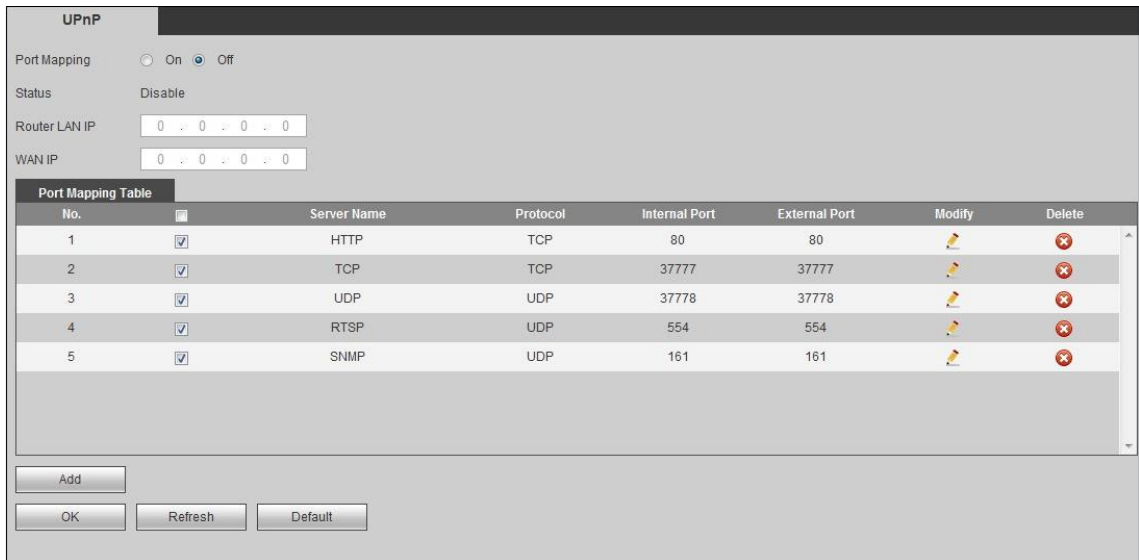 UPnP
Port Mapping On Off
Status Disable
Router LAN IP 0 . 0 . 0 . 0
WAN IP 0 . 0 . 0 . 0
Port Mapping Table
No. Server Name Protocol Internal Port External Port Modify Delete
1 HTTP TCP 80 80
2 TCP TCP 37777 37777
3 UDP UDP 37778 37778
4 RTSP UDP 554 554
5 SNMP UDP 161 161
Add
OK Refresh Default